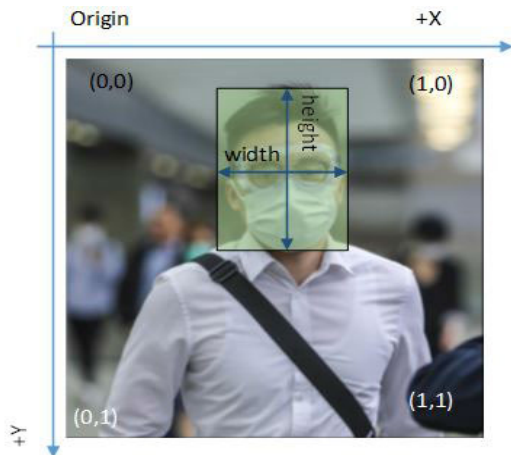 Origin
+X
(0,0)
(1,0)
height
width
(0,1)
(1,1)
+Y